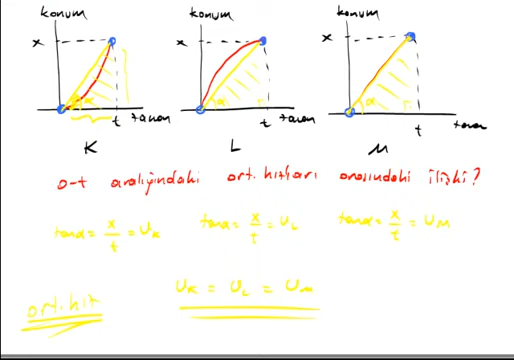 konum konum konum
x x x
α α α
t zaman t zaman t zaman
K L M
0-t aralığındaki ort. hızları arasındaki ilişki?
tanα = x/t = υK tanα = x/t = υL tanα = x/t = υM
υK = υL = υM
ort. hız